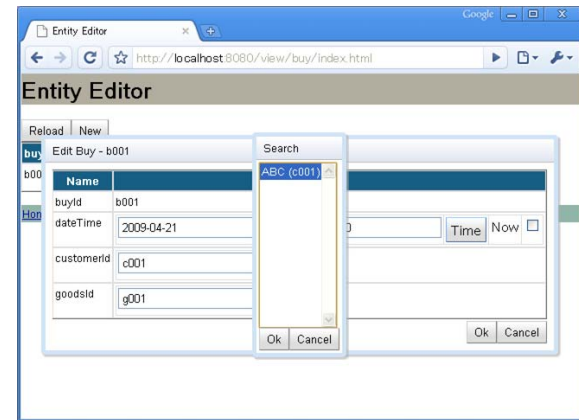 Google
Entity Editor
http://localhost:8080/view/buy/index.html
Entity Editor
Reload New
Edit Buy - b001
Search
ABC (c001)
Name
buyId b001
dateTime 2009-04-21 Time Now
customerId c001
goodsId g001
Ok Cancel
Ok Cancel